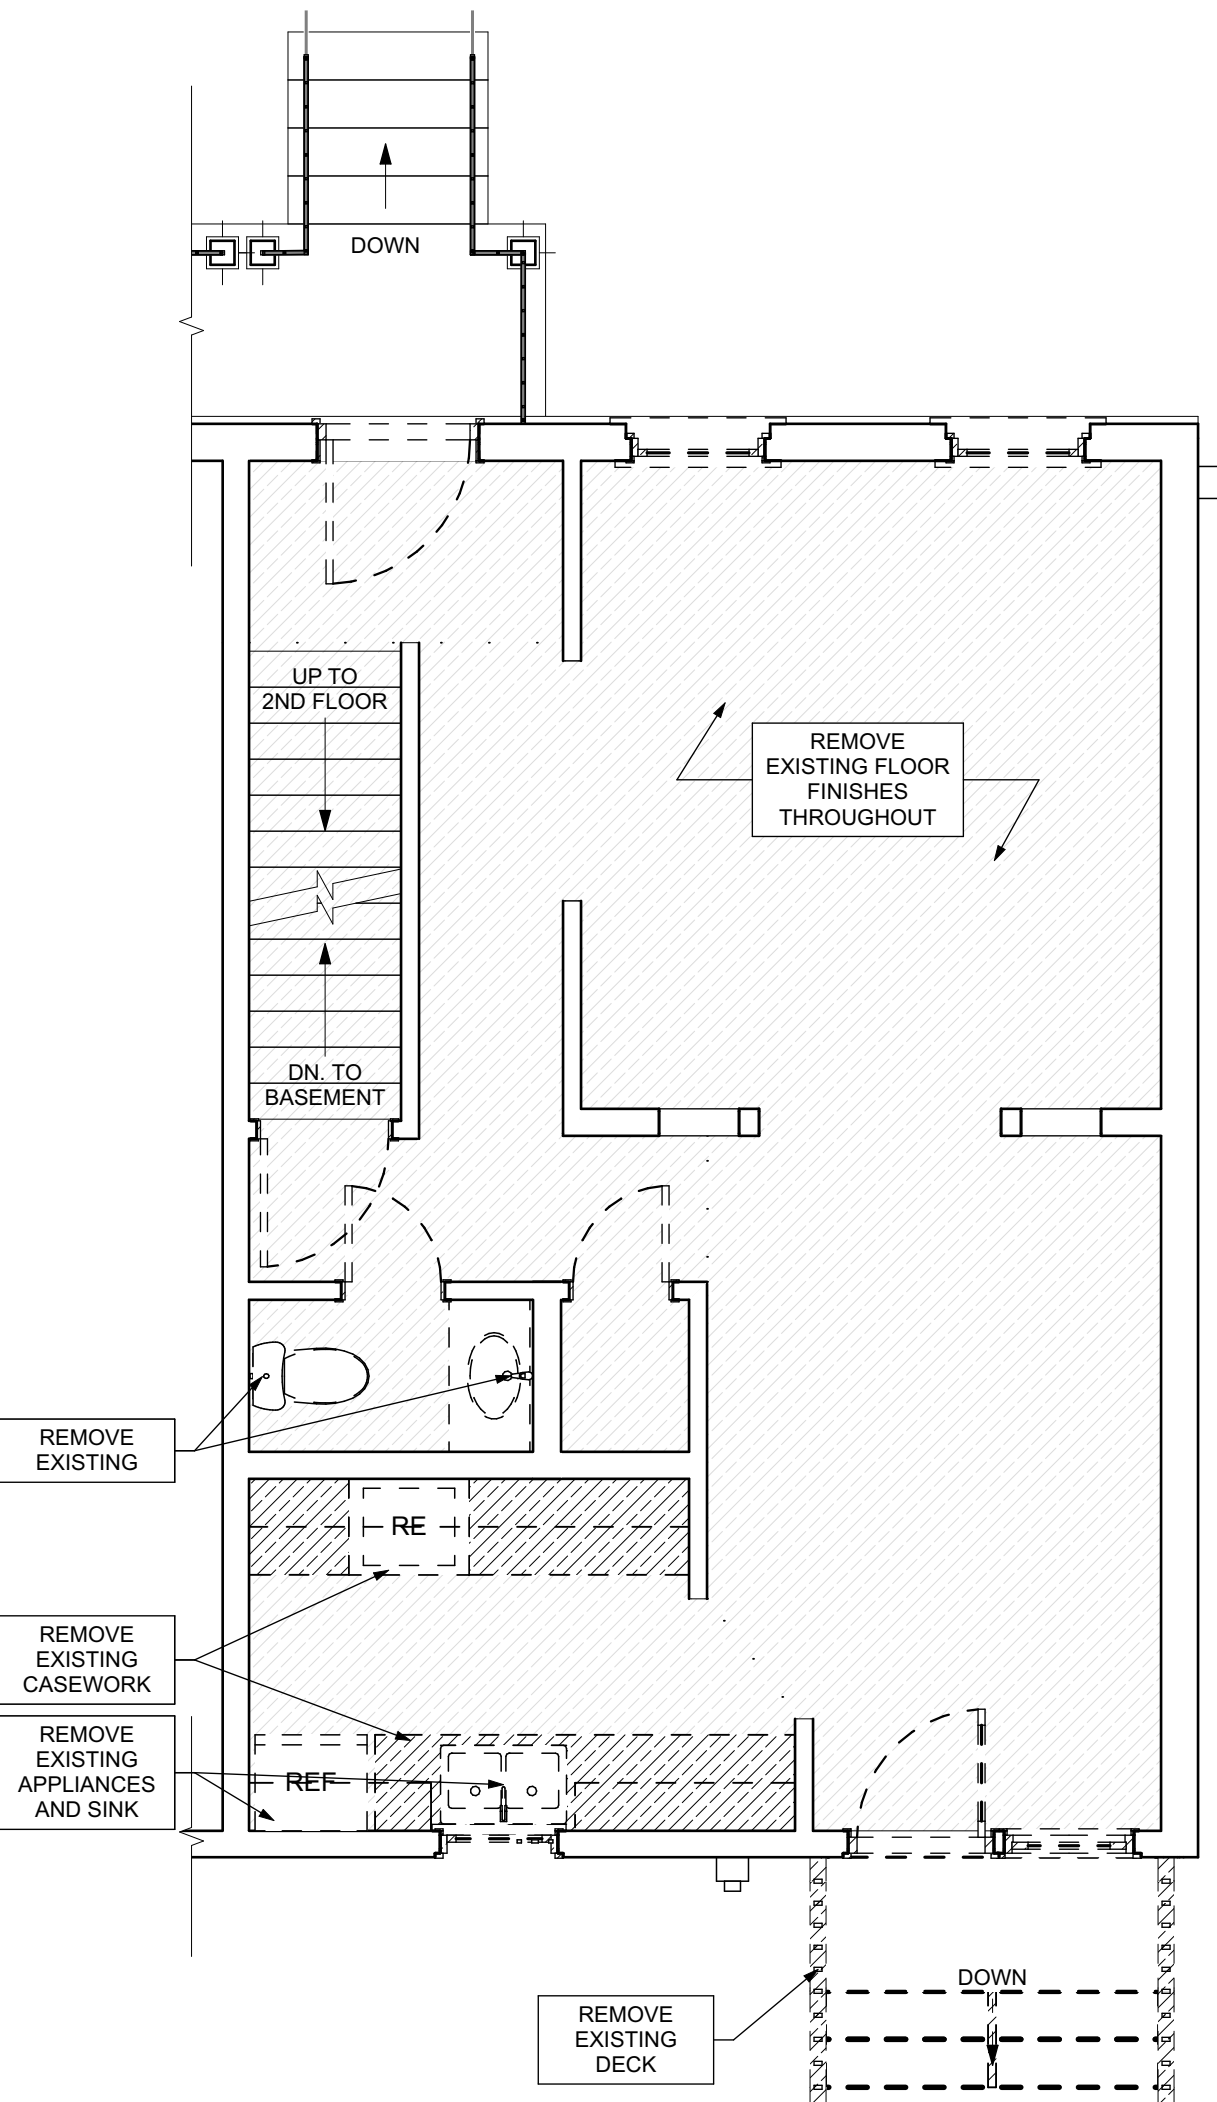 DOWN
UP TO
2ND FLOOR
REMOVE
EXISTING FLOOR
FINISHES
THROUGHOUT
DN. TO
BASEMENT
REMOVE
EXISTING
RE
REMOVE
EXISTING
CASEWORK
REMOVE
EXISTING
APPLIANCES
AND SINK
REF
DOWN
REMOVE
EXISTING
DECK